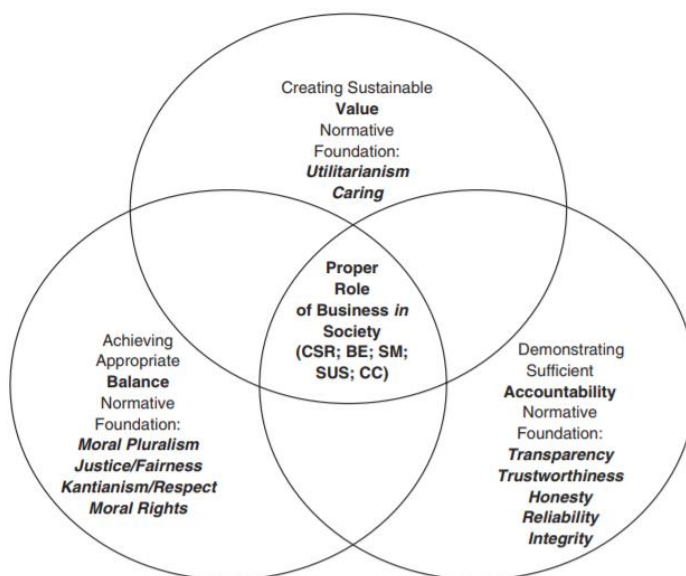 Creating Sustainable
Value
Normative
Foundation:
Utilitarianism
Caring
Proper
Role
of Business in
Society
(CSR; BE; SM;
SUS; CC)
Achieving
Appropriate
Balance
Normative
Foundation:
Moral Pluralism
Justice/Fairness
Kantianism/Respect
Moral Rights
Demonstrating
Sufficient
Accountability
Normative
Foundation:
Transparency
Trustworthiness
Honesty
Reliability
Integrity